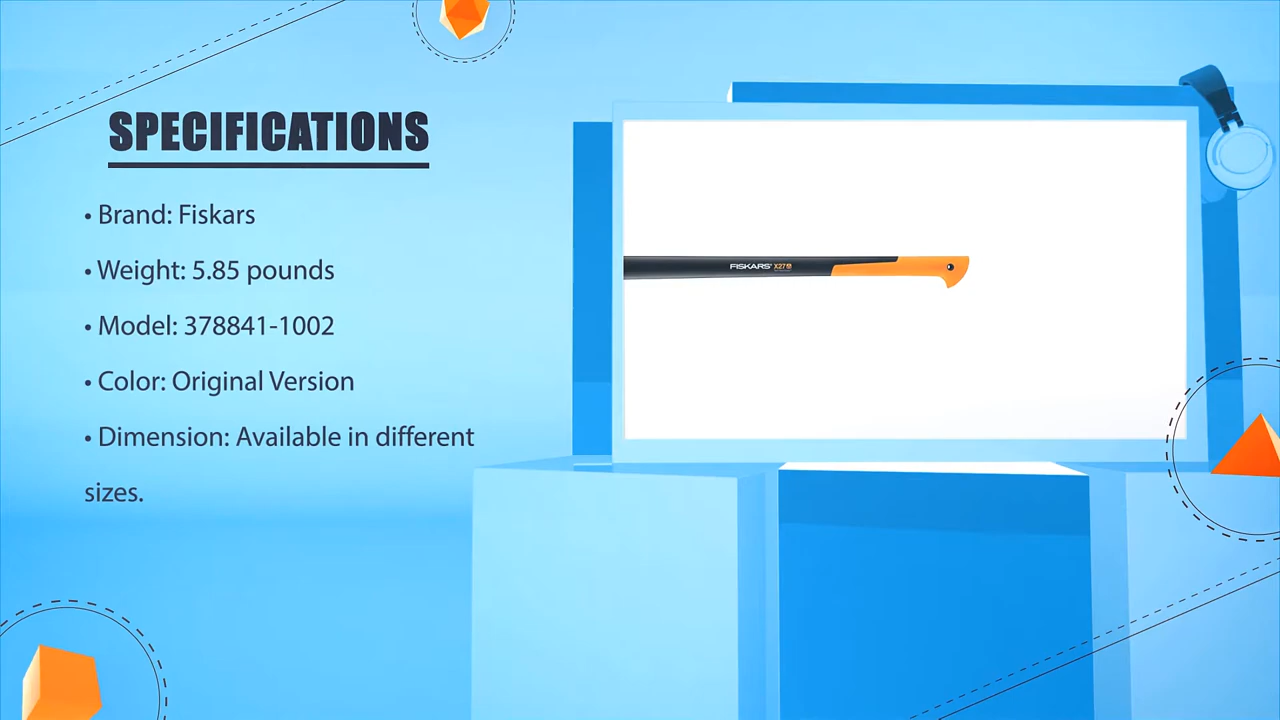 SPECIFICATIONS
• Brand: Fiskars
• Weight: 5.85 pounds
• Model: 378841-1002
• Color: Original Version
• Dimension: Available in different
sizes.
FISKARS® X27